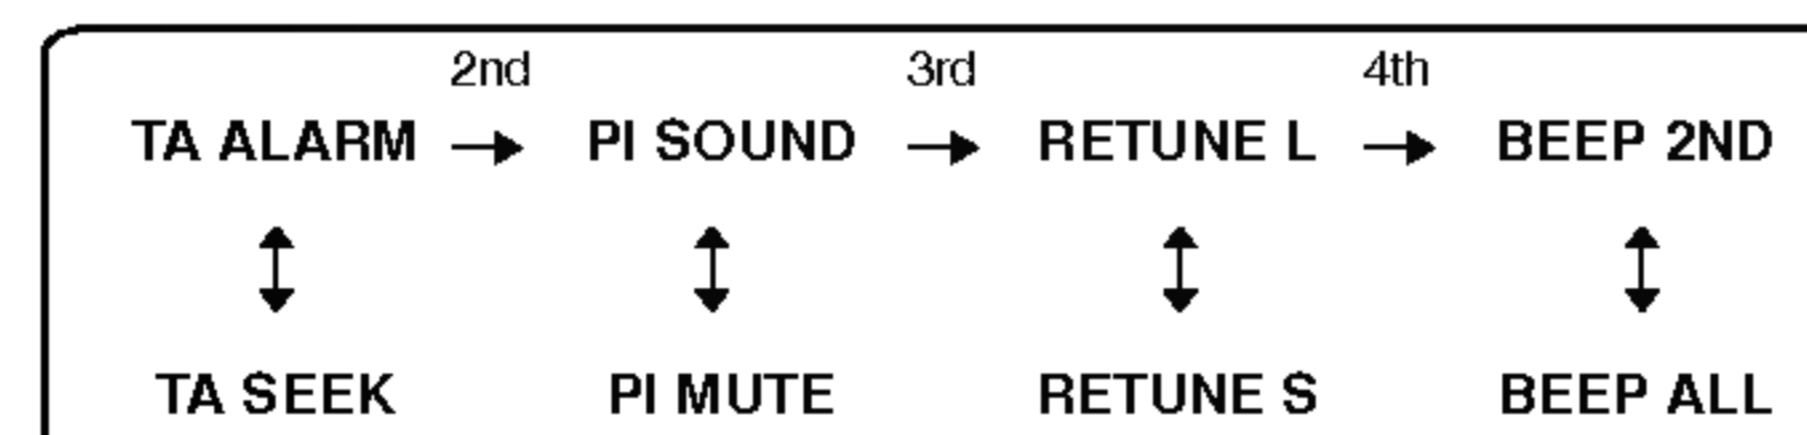 2nd 3rd 4th
TA ALARM PI SOUND RETUNE L BEEP 2ND
TA SEEK PI MUTE RETUNE S BEEP ALL